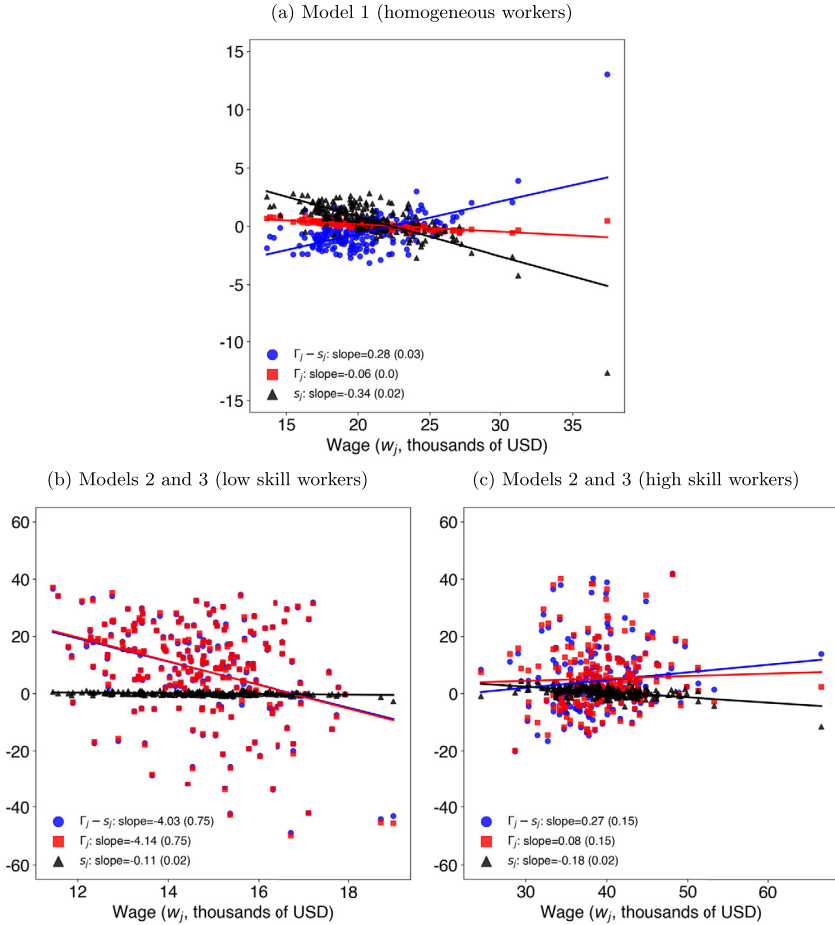 (a) Model 1 (homogeneous workers)
15
10
5
0
-5
-10
-15
Γj − sj: slope=0.28 (0.03)
Γj: slope=-0.06 (0.0)
sj: slope=-0.34 (0.02)
15 20 25 30 35
Wage (wj, thousands of USD)
(b) Models 2 and 3 (low skill workers)
60
40
20
0
-20
-40
-60
Γj − sj: slope=-4.03 (0.75)
Γj: slope=-4.14 (0.75)
sj: slope=-0.11 (0.02)
12 14 16 18
Wage (wj, thousands of USD)
(c) Models 2 and 3 (high skill workers)
60
40
20
0
-20
-40
-60
Γj − sj: slope=0.27 (0.15)
Γj: slope=0.08 (0.15)
sj: slope=-0.18 (0.02)
30 40 50 60
Wage (wj, thousands of USD)